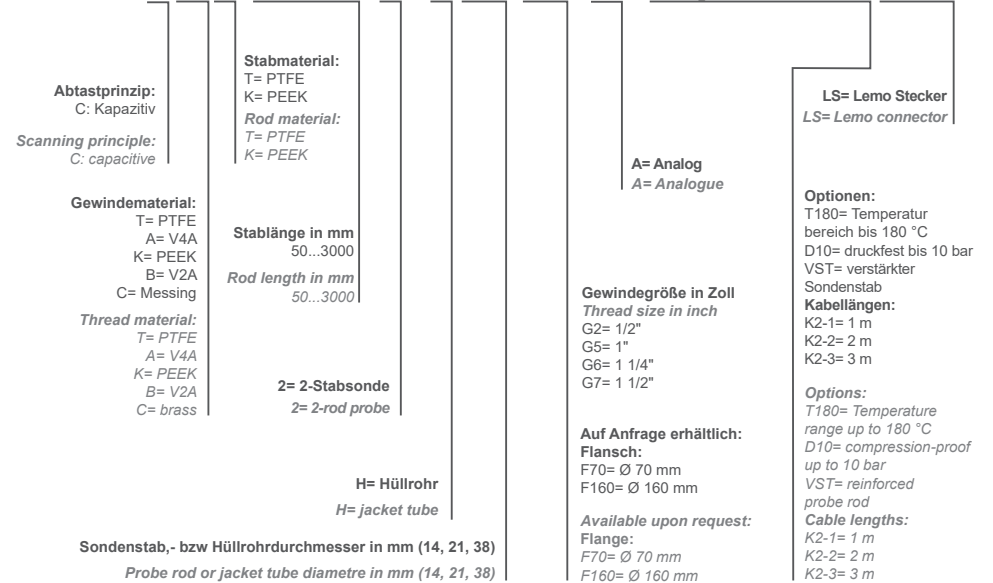 Abtastprinzip:
C: Kapazitiv
Scanning principle:
C: capacitive
Gewindematerial:
T= PTFE
A= V4A
K= PEEK
B= V2A
C= Messing
Thread material:
T= PTFE
A= V4A
K= PEEK
B= V2A
C= brass
Stabmaterial:
T= PTFE
K= PEEK
Rod material:
T= PTFE
K= PEEK
Stablänge in mm
50...3000
Rod length in mm
50...3000
2= 2-Stabsonde
2= 2-rod probe
H= Hüllrohr
H= jacket tube
Sondenstab,- bzw Hüllrohrdurchmesser in mm (14, 21, 38)
Probe rod or jacket tube diametre in mm (14, 21, 38)
A= Analog
A= Analogue
Gewindegröße in Zoll
Thread size in inch
G2= 1/2"
G5= 1"
G6= 1 1/4"
G7= 1 1/2"
Auf Anfrage erhältlich:
Flansch:
F70= Ø 70 mm
F160= Ø 160 mm
Available upon request:
Flange:
F70= Ø 70 mm
F160= Ø 160 mm
LS= Lemo Stecker
LS= Lemo connector
Optionen:
T180= Temperatur
bereich bis 180 °C
D10= druckfest bis 10 bar
VST= verstärkter
Sondenstab
Kabellängen:
K2-1= 1 m
K2-2= 2 m
K2-3= 3 m
Options:
T180= Temperature
range up to 180 °C
D10= compression-proof
up to 10 bar
VST= reinforced
probe rod
Cable lengths:
K2-1= 1 m
K2-2= 2 m
K2-3= 3 m